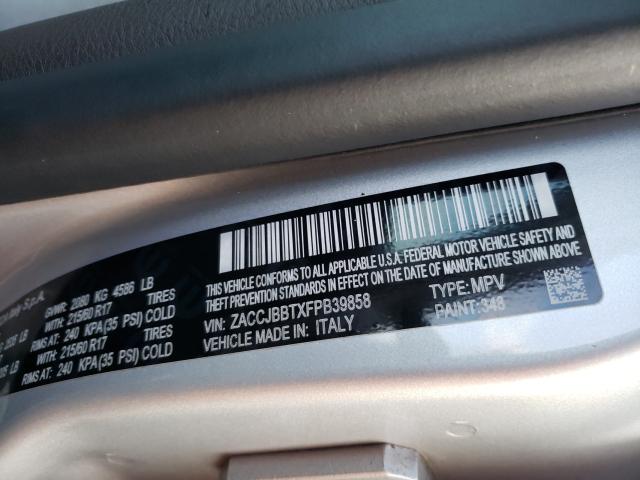 Italy S.p.A.
GVWR: 2080 KG 4586 LB
TIRES
WITH: 215/60 R17
RIMS AT: 240 KPA(35 PSI) COLD
TIRES
WITH: 215/60 R17
RIMS AT: 240 KPA(35 PSI) COLD
LB
LB
THIS VEHICLE CONFORMS TO ALL APPLICABLE U.S.A. FEDERAL MOTOR VEHICLE SAFETY AND
THEFT PREVENTION STANDARDS IN EFFECT ON THE DATE OF MANUFACTURE SHOWN ABOVE
VIN: ZACCJBBTXFPB39858
TYPE: MPV
VEHICLE MADE IN: ITALY
PAINT: 348